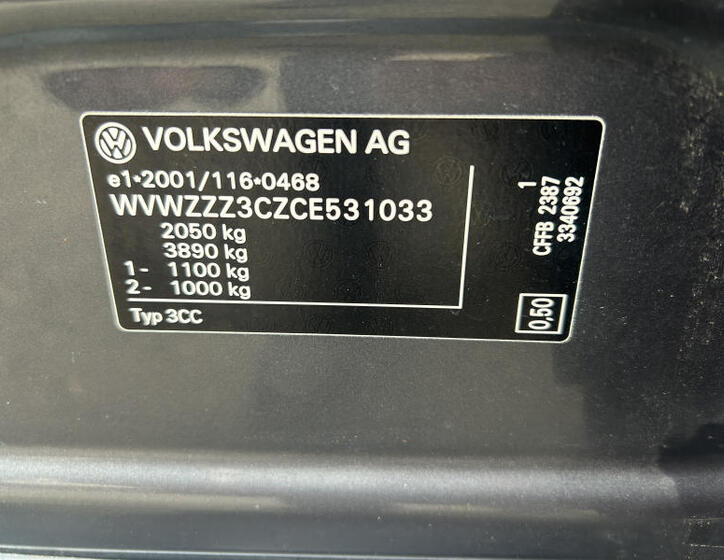 VOLKSWAGEN AG
e1*2001/116*0468
WVWZZZ3CZCE531033
2050 kg
3890 kg
1- 1100 kg
2- 1000 kg
Typ 3CC
1
CFFB 2387
3340692
0,50